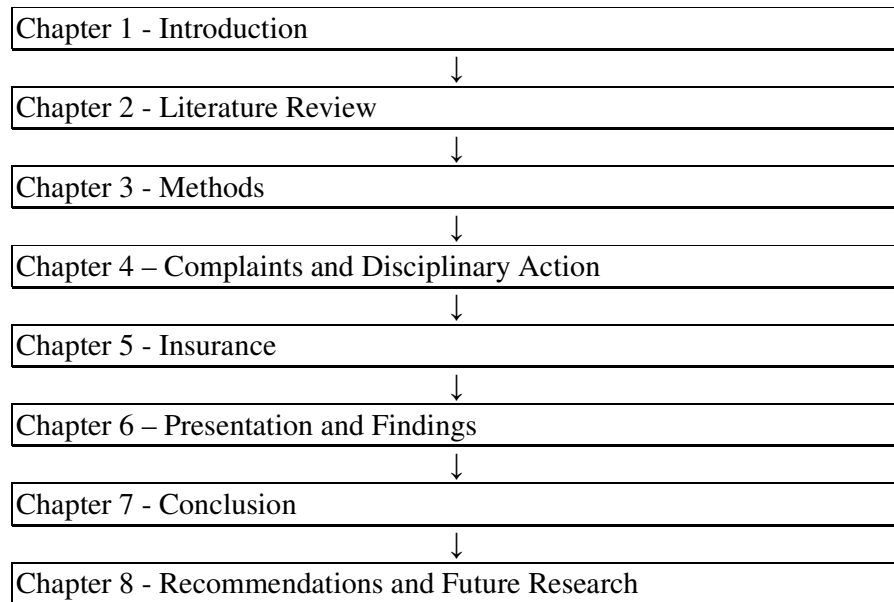 Chapter 1 - Introduction
↓
Chapter 2 - Literature Review
↓
Chapter 3 - Methods
↓
Chapter 4 – Complaints and Disciplinary Action
↓
Chapter 5 - Insurance
↓
Chapter 6 – Presentation and Findings
↓
Chapter 7 - Conclusion
↓
Chapter 8 - Recommendations and Future Research